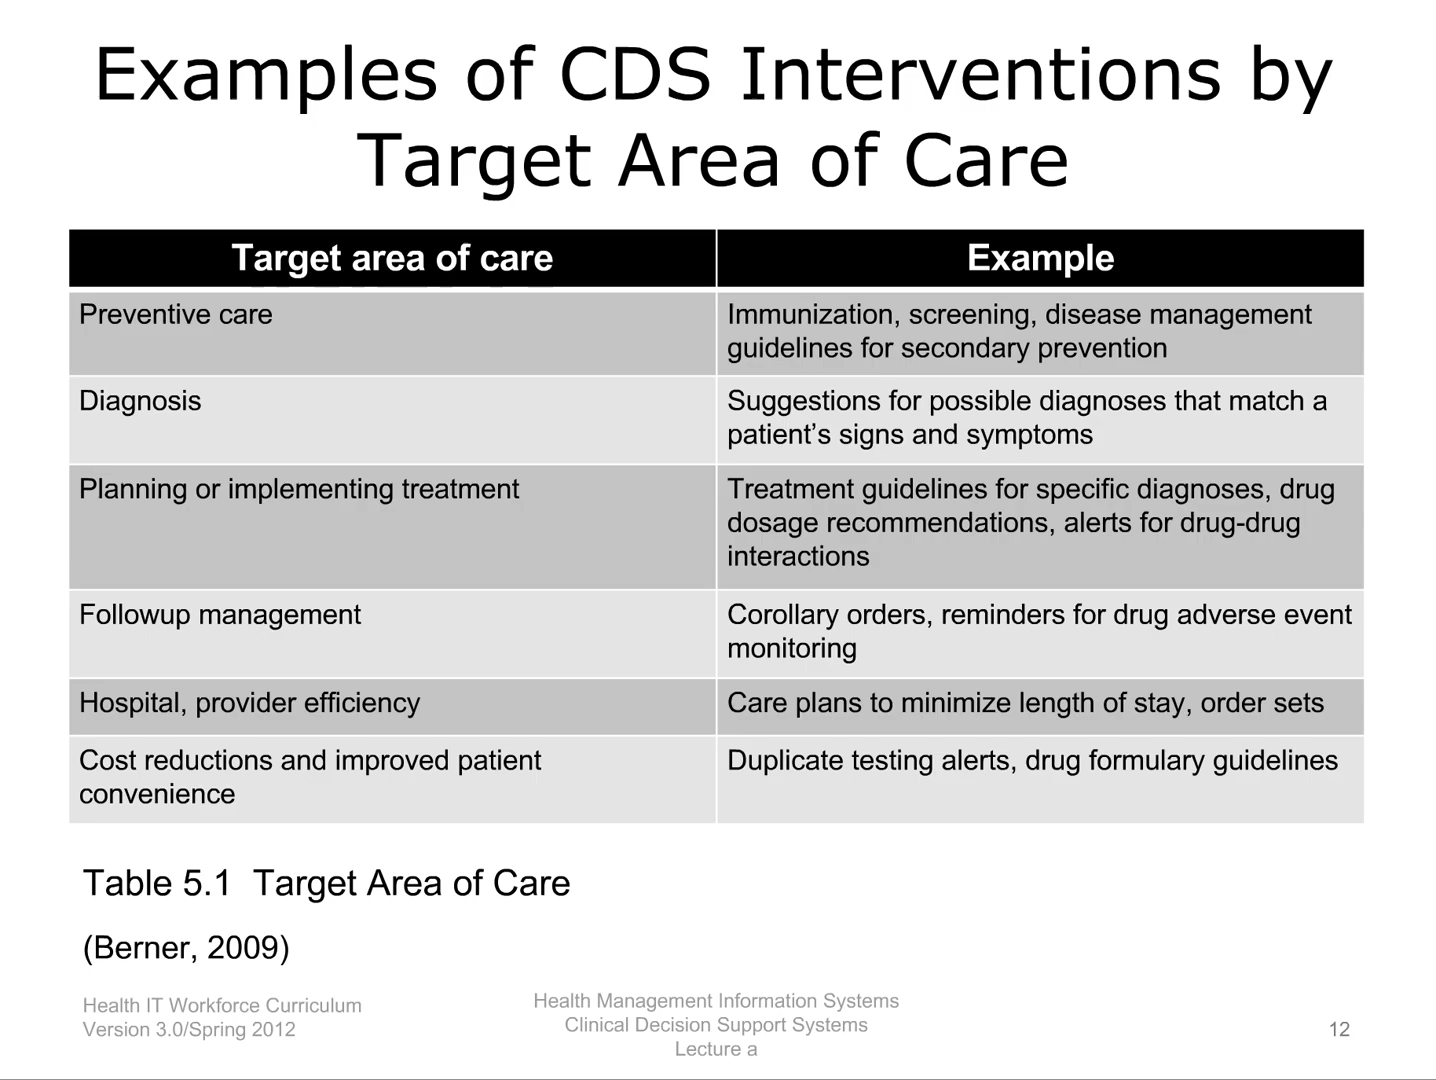 Examples of CDS Interventions by
Target Area of Care
Target area of care
Example
Preventive care
Immunization, screening, disease management
guidelines for secondary prevention
Diagnosis
Suggestions for possible diagnoses that match a
patient’s signs and symptoms
Planning or implementing treatment
Treatment guidelines for specific diagnoses, drug
dosage recommendations, alerts for drug-drug
interactions
Followup management
Corollary orders, reminders for drug adverse event
monitoring
Hospital, provider efficiency
Care plans to minimize length of stay, order sets
Cost reductions and improved patient
convenience
Duplicate testing alerts, drug formulary guidelines
Table 5.1  Target Area of Care
(Berner, 2009)
Health IT Workforce Curriculum
Version 3.0/Spring 2012
Health Management Information Systems
Clinical Decision Support Systems
Lecture a
12